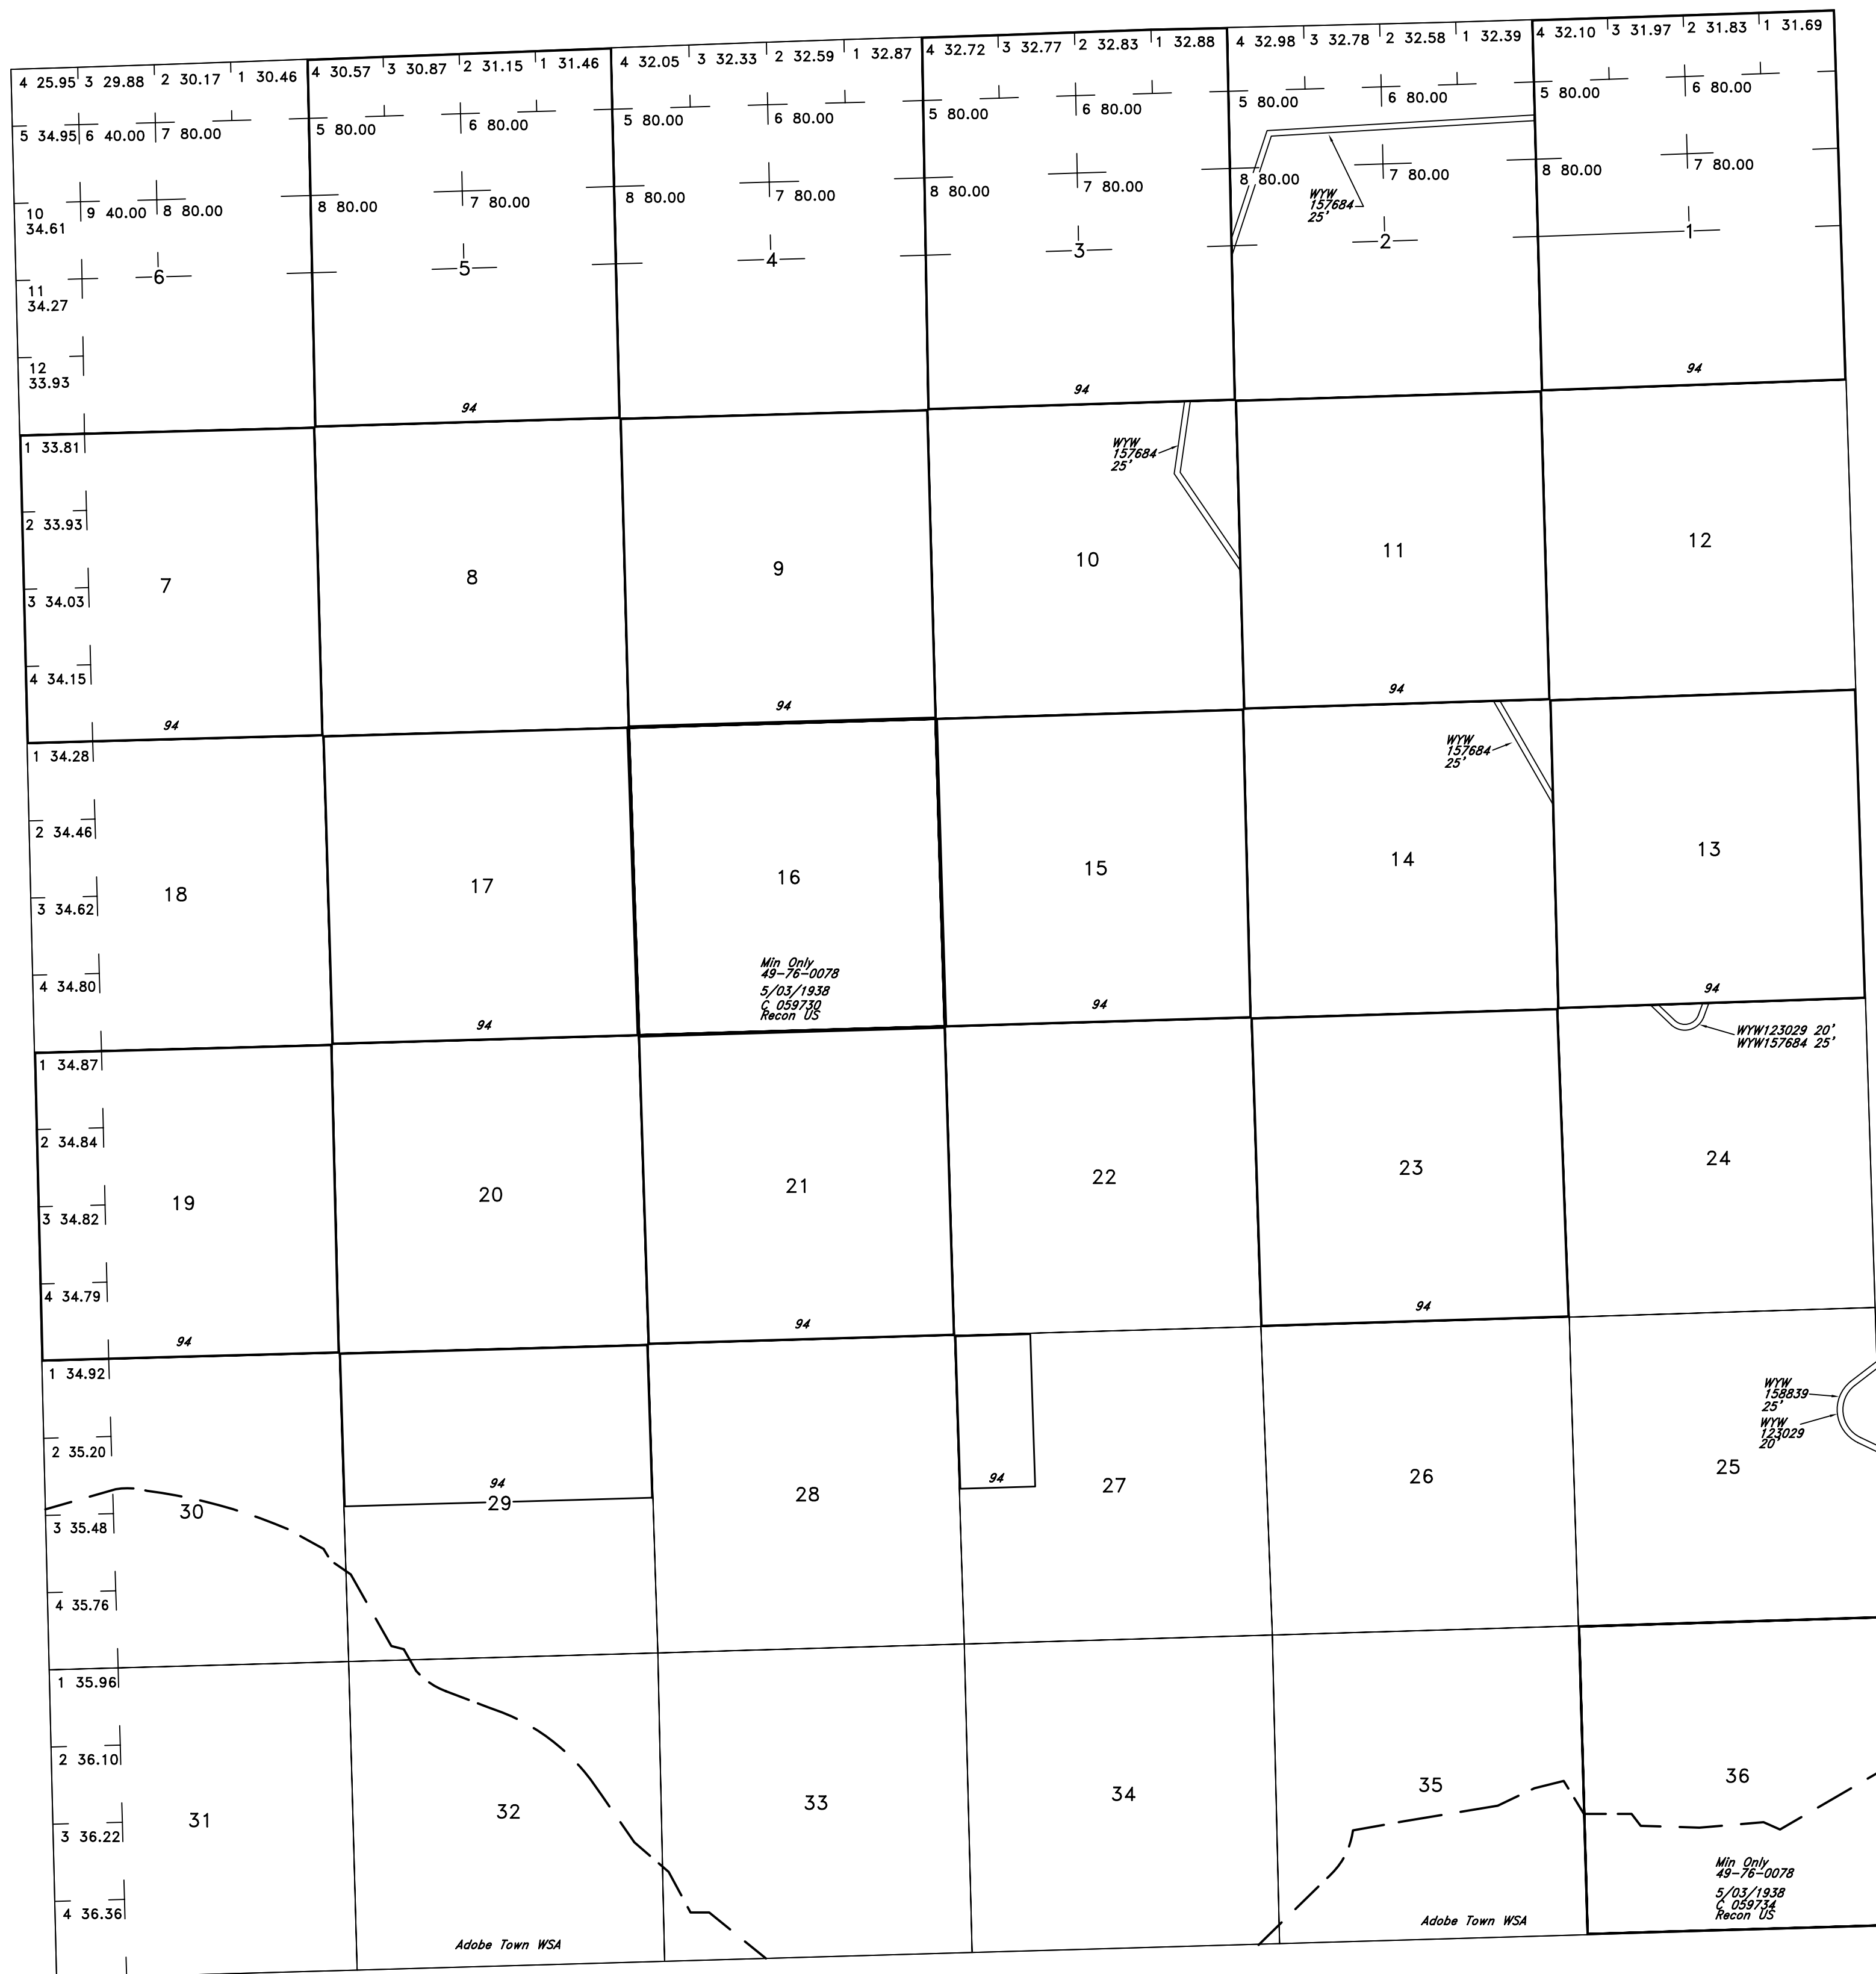 4 25.95 3 29.88 2 30.17 1 30.46 4 30.57 3 30.87 2 31.15 1 31.46 4 32.05 3 32.33 2 32.59 1 32.87 4 32.72 3 32.77 2 32.83 1 32.88 4 32.98 3 32.78 2 32.58 1 32.39 4 32.10 3 31.97 2 31.83 1 31.69
5 34.95 6 40.00 7 80.00 5 80.00 6 80.00 5 80.00 6 80.00 5 80.00 6 80.00 5 80.00 6 80.00 5 80.00 6 80.00
10
34.61
9 40.00 8 80.00 8 80.00 7 80.00 8 80.00 7 80.00 8 80.00 7 80.00 8 80.00 7 80.00 8 80.00 7 80.00
WYW
157684
25'
6 5 4 3 2 1
11
34.27
12
33.93
94 94 94
1 33.81
WYW
157684
25'
2 33.93
7 8 9 10 11 12
3 34.03
4 34.15
94 94 94
1 34.28
WYW
157684
25'
2 34.46
18 17 16 15 14 13
3 34.62
4 34.80
Min Only
49-76-0078
5/03/1938
C 059730
Recon US
94 94 94
1 34.87
WYW123029 20'
WYW157684 25'
2 34.84
19 20 21 22 23 24
3 34.82
4 34.79
94 94 94
1 34.92
WYW
158839
25'
WYW
123029
20'
2 35.20
94 94
30 29 28 27 26 25
3 35.48
4 35.76
1 35.96
2 36.10
31 32 33 34 35 36
3 36.22
4 36.36
Min Only
49-76-0078
5/03/1938
C 059734
Recon US
Adobe Town WSA Adobe Town WSA